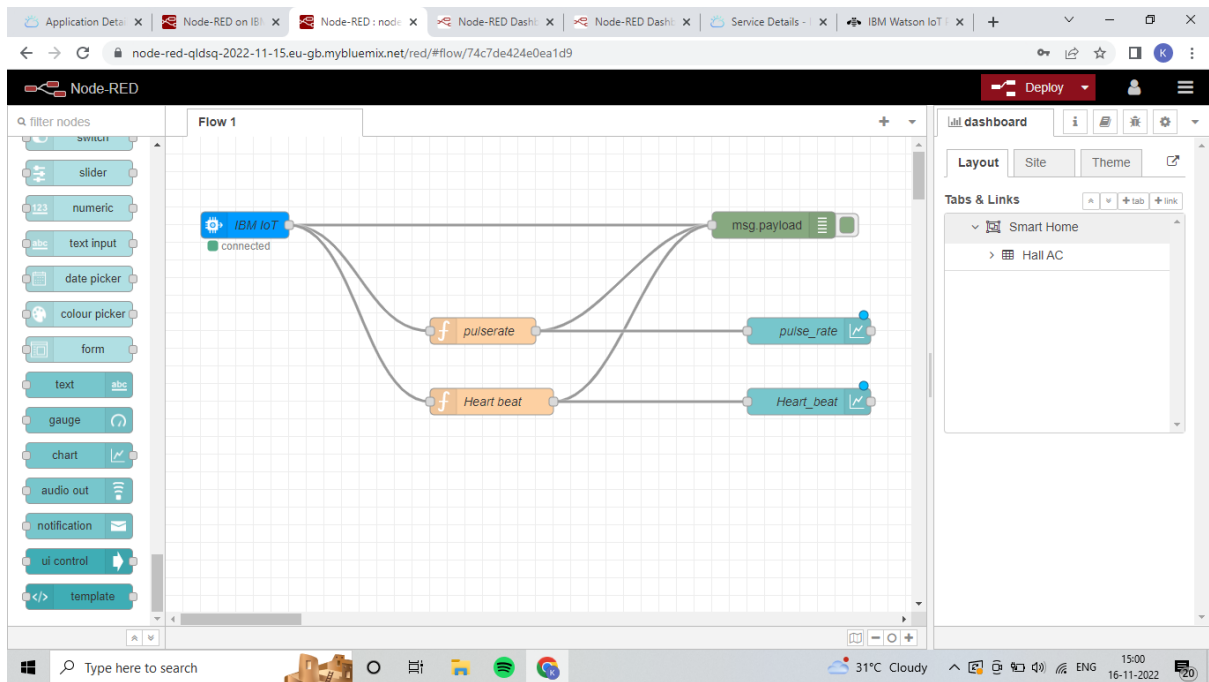 Application Detai
Node-RED on IBM
Node-RED : node
Node-RED Dashb
Node-RED Dashb
Service Details -
IBM Watson IoT P
node-red-qldsq-2022-11-15.eu-gb.mybluemix.net/red/#flow/74c7de424e0ea1d9
K
Node-RED
Deploy
filter nodes
Flow 1
dashboard
i
switch
slider
123 numeric
abc text input
date picker
colour picker
form
text abc
gauge
chart
audio out
notification
ui control
</> template
IBM IoT
connected
msg.payload
f pulserate
pulse_rate
f Heart beat
Heart_beat
Layout
Site
Theme
Tabs & Links
+ tab
+ link
Smart Home
Hall AC
Type here to search
31°C Cloudy
ENG
15:00
16-11-2022
20